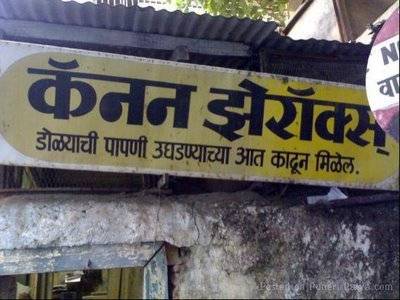 कॅनन झेरॉक्स्
डोळ्याची पापणी उघडण्याच्या आत काढून मिळेल.